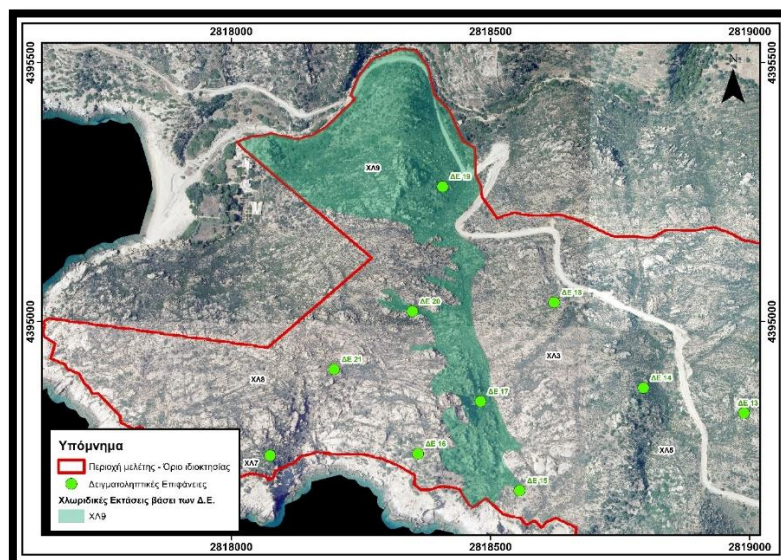 2818000 2818500 2819000
4395500 4395500
N
ΧΛ9
ΔΕ 19
ΔΕ 20
ΔΕ 18
4395000 4395000
ΔΕ 21
ΧΛ3
ΧΛ8
ΔΕ 14
ΔΕ 17
ΔΕ 13
ΔΕ 16
ΧΛ5
ΧΛ7
ΔΕ 15
Υπόμνημα
Περιοχή μελέτης - Όριο ιδιοκτησίας
Δειγματοληπτικές Επιφάνειες
Χλωριδικές Εκτάσεις βάσει των Δ.Ε.
ΧΛ9
2818000 2818500 2819000